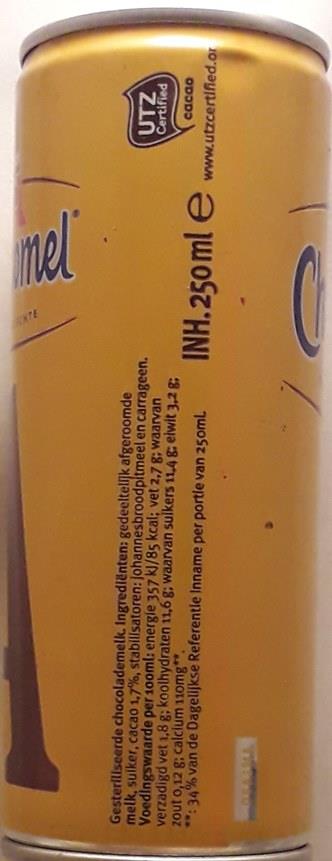 mel
Ch
UTZ
Certified
cacao
www.utzcertified.or
INH. 250 ml e
Gesteriliseerde chocolademelk. Ingrediënten: gedeeltelijk afgeroomde
melk, suiker, cacao 1,7%, stabilisatoren: johannesbroodpitmeel en carrageen.
Voedingswaarde per 100ml: energie 357 kJ/85 kcal; vet 2,7 g; waarvan
verzadigd vet 1,8 g; koolhydraten 11,6 g; waarvan suikers 11,4 g; eiwit 3,2 g;
zout 0,12 g; calcium 110mg**.
**: 34% van de Dagelijkse Referentie Inname per portie van 250ml.